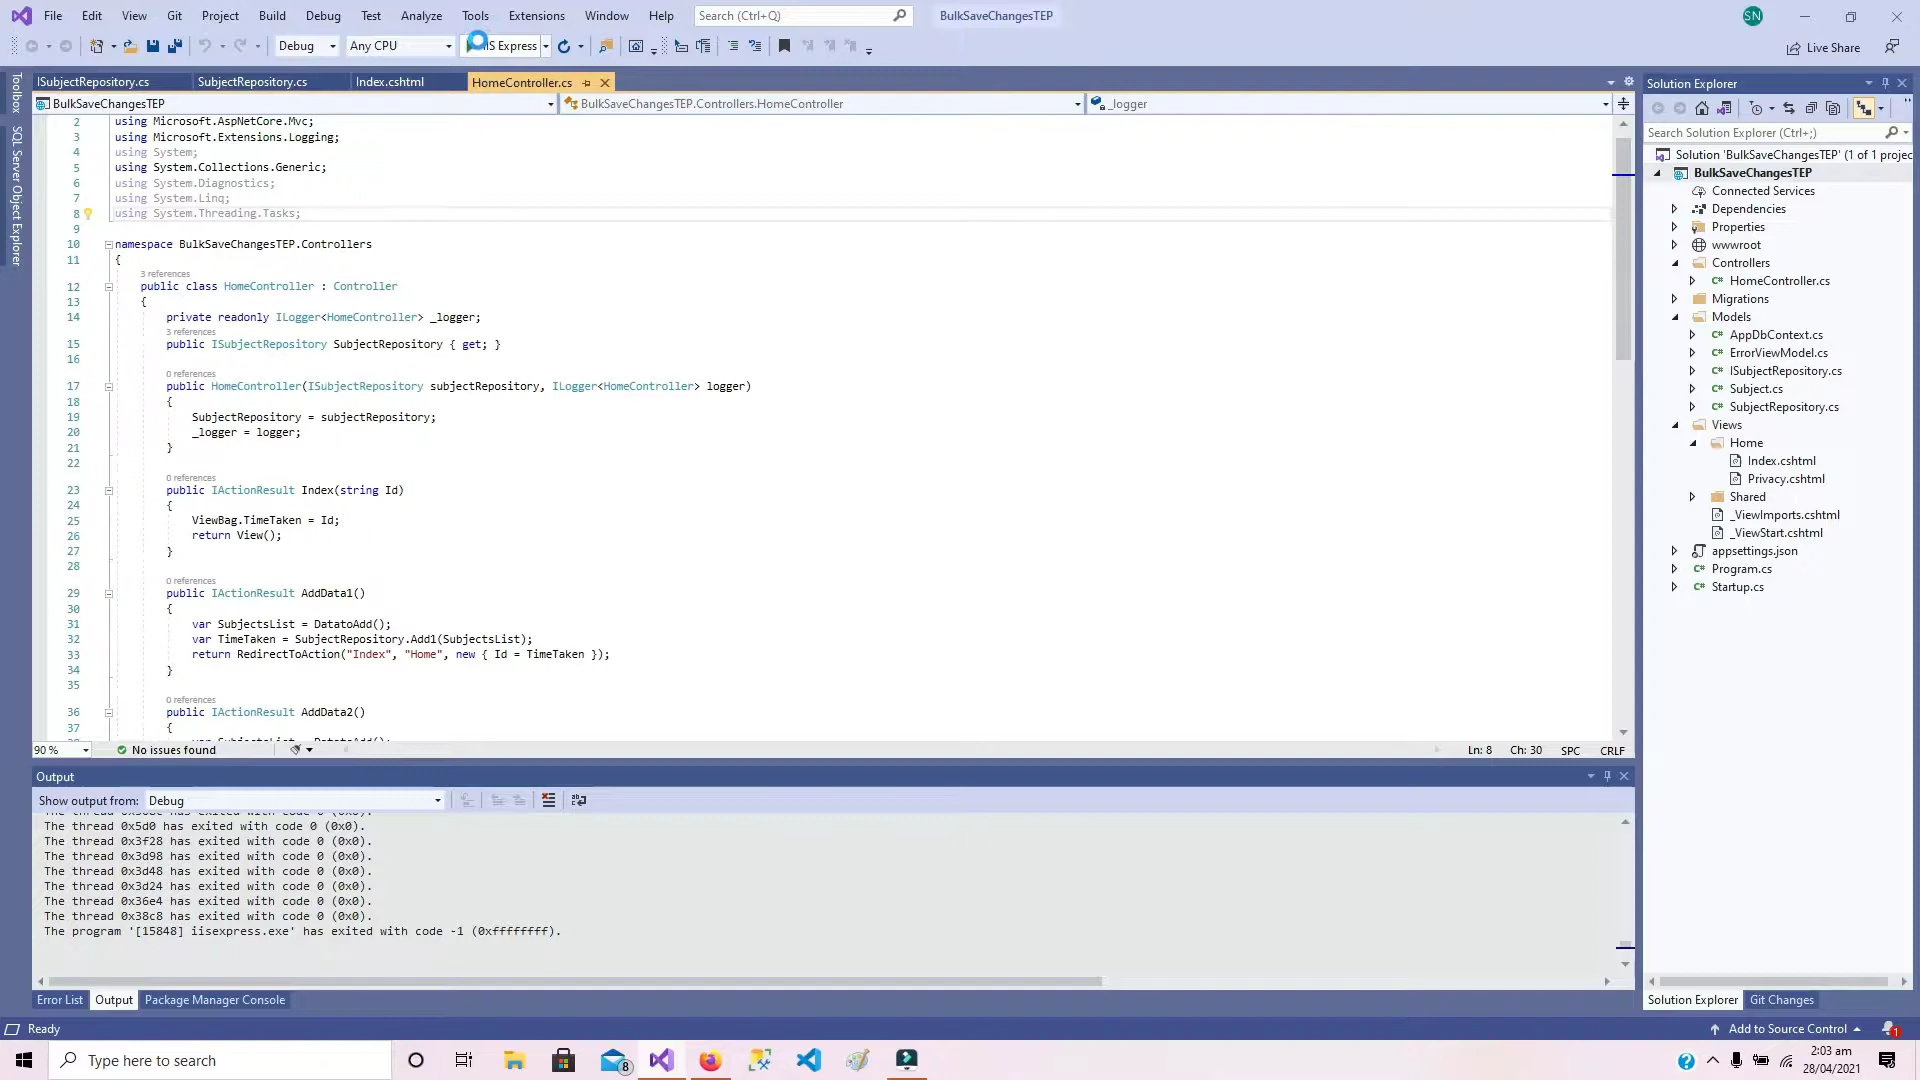 File Edit View Git Project Build Debug Test Analyze Tools Extensions Window Help Search (Ctrl+Q) BulkSaveChangesTEP SN
Debug Any CPU IIS Express Live Share
ISubjectRepository.cs SubjectRepository.cs Index.cshtml HomeController.cs
BulkSaveChangesTEP BulkSaveChangesTEP.Controllers.HomeController _logger
Toolbox
SQL Server Object Explorer
2 using Microsoft.AspNetCore.Mvc;
3 using Microsoft.Extensions.Logging;
4 using System;
5 using System.Collections.Generic;
6 using System.Diagnostics;
7 using System.Linq;
8 using System.Threading.Tasks;
9
10 namespace BulkSaveChangesTEP.Controllers
11 {
3 references
12 public class HomeController : Controller
13 {
14 private readonly ILogger<HomeController> _logger;
3 references
15 public ISubjectRepository SubjectRepository { get; }
16
0 references
17 public HomeController(ISubjectRepository subjectRepository, ILogger<HomeController> logger)
18 {
19 SubjectRepository = subjectRepository;
20 _logger = logger;
21 }
22
0 references
23 public IActionResult Index(string Id)
24 {
25 ViewBag.TimeTaken = Id;
26 return View();
27 }
28
0 references
29 public IActionResult AddData1()
30 {
31 var SubjectsList = DatatoAdd();
32 var TimeTaken = SubjectRepository.Add1(SubjectsList);
33 return RedirectToAction("Index", "Home", new { Id = TimeTaken });
34 }
35
0 references
36 public IActionResult AddData2()
37 {
90 % No issues found Ln: 8 Ch: 30 SPC CRLF
Output
Show output from: Debug
The thread 0x5d0 has exited with code 0 (0x0).
The thread 0x3f28 has exited with code 0 (0x0).
The thread 0x3d98 has exited with code 0 (0x0).
The thread 0x3d48 has exited with code 0 (0x0).
The thread 0x3d24 has exited with code 0 (0x0).
The thread 0x36e4 has exited with code 0 (0x0).
The thread 0x38c8 has exited with code 0 (0x0).
The program '[15848] iisexpress.exe' has exited with code -1 (0xffffffff).
Error List Output Package Manager Console
Solution Explorer
Search Solution Explorer (Ctrl+;)
Solution 'BulkSaveChangesTEP' (1 of 1 projec
BulkSaveChangesTEP
Connected Services
Dependencies
Properties
wwwroot
Controllers
HomeController.cs
Migrations
Models
AppDbContext.cs
ErrorViewModel.cs
ISubjectRepository.cs
Subject.cs
SubjectRepository.cs
Views
Home
Index.cshtml
Privacy.cshtml
Shared
_ViewImports.cshtml
_ViewStart.cshtml
appsettings.json
Program.cs
Startup.cs
Solution Explorer Git Changes
Ready Add to Source Control 1
Type here to search 8 2:03 am
28/04/2021